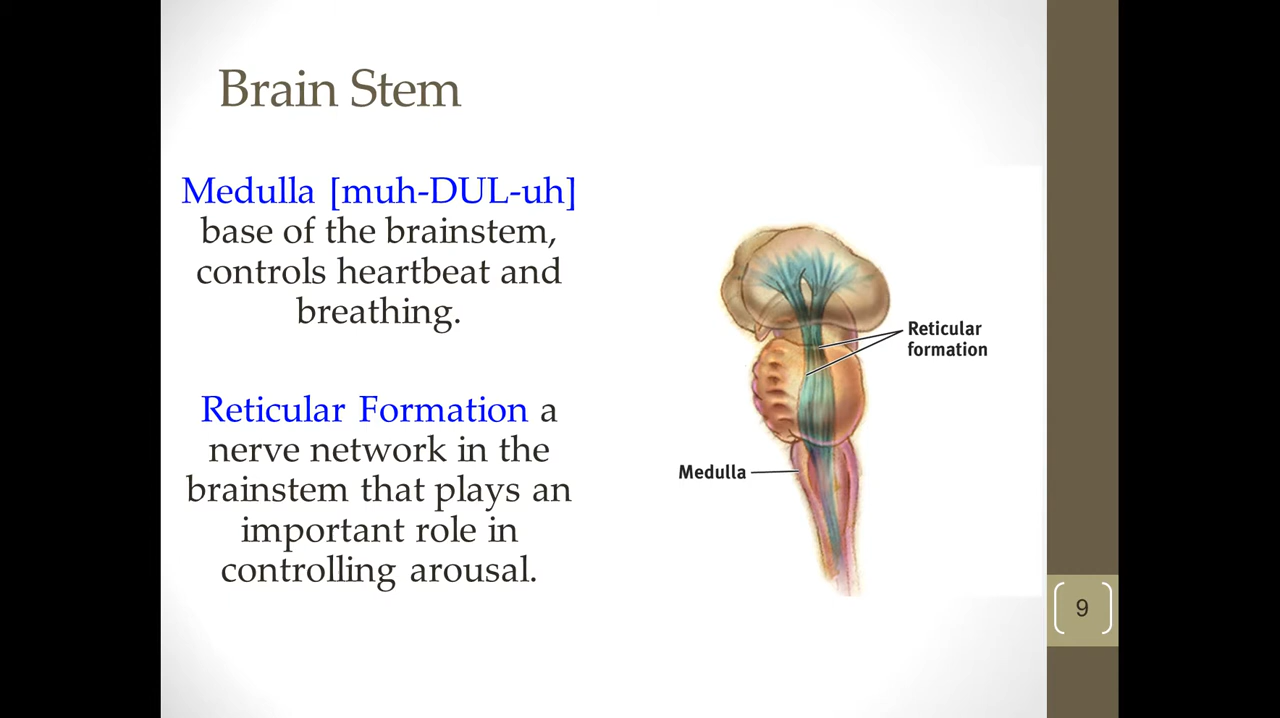 Brain Stem
Medulla [muh-DUL-uh]
base of the brainstem,
controls heartbeat and
breathing.
Reticular Formation a
nerve network in the
brainstem that plays an
important role in
controlling arousal.
Reticular
formation
Medulla
9